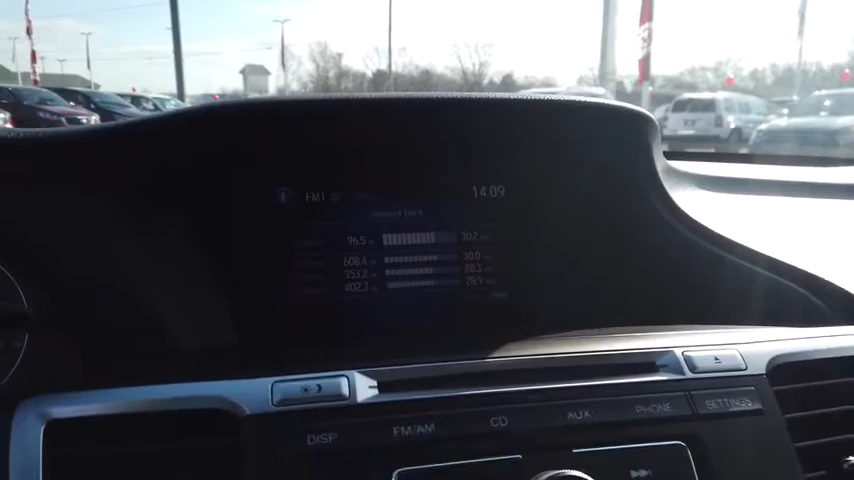 FM1 14:09
96.5 30.2
608.4 30.0
353.2 28.3
402.3 28.9
DISP FM/AM CD AUX PHONE SETTINGS